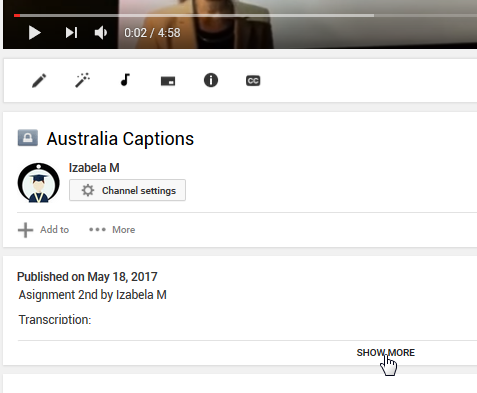 0:02 / 4:58
CC
Australia Captions
Izabela M
Channel settings
Add to
More
Published on May 18, 2017
Asignment 2nd by Izabela M
Transcription:
SHOW MORE